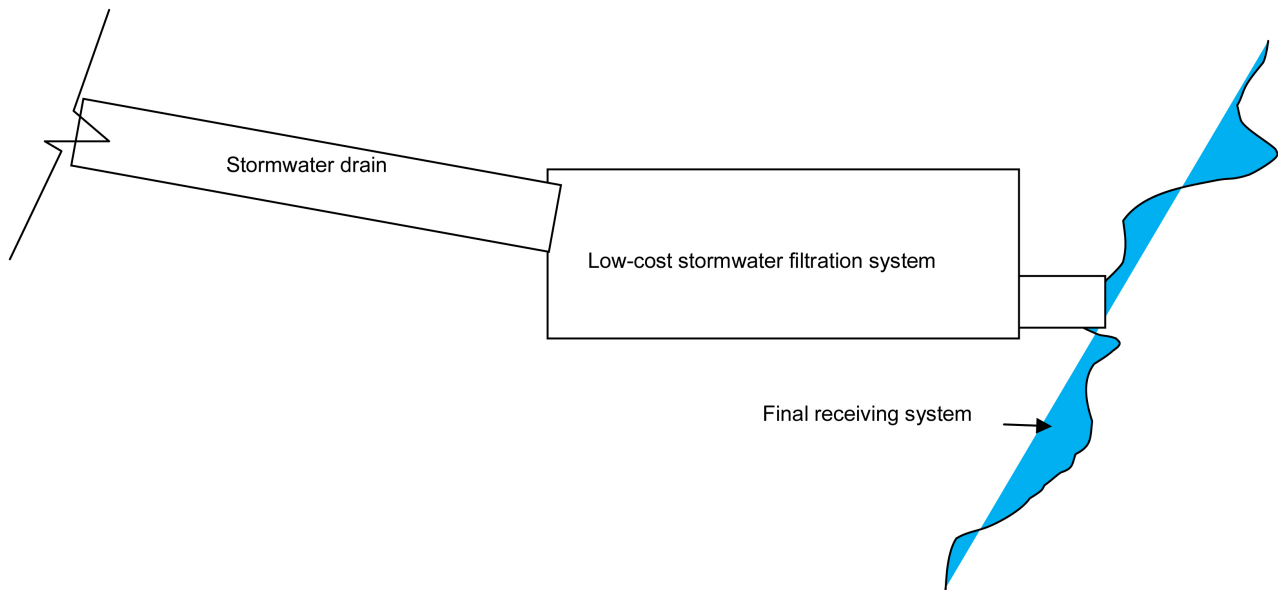 Stormwater drain
Low-cost stormwater filtration system
Final receiving system